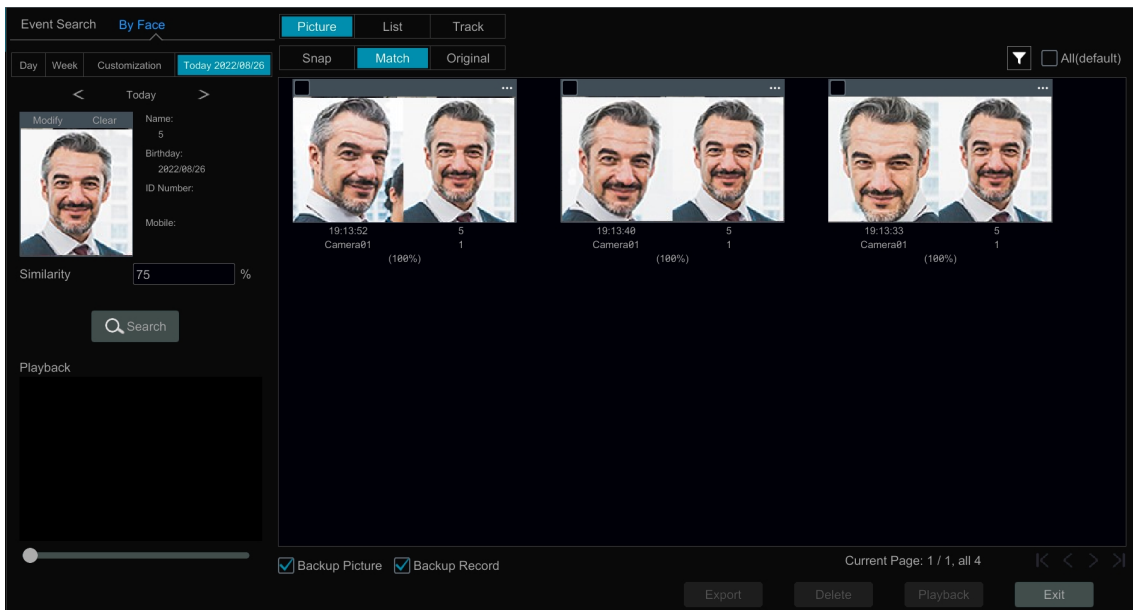 Event Search By Face
Day Week Customization Today 2022/08/26
< Today >
Modify Clear
Name:
5
Birthday:
2022/08/26
ID Number:
Mobile:
Similarity 75 %
Search
Playback
Picture List Track
Snap Match Original
All(default)
19:13:52 5
Camera01 1
(100%)
19:13:40 5
Camera01 1
(100%)
19:13:33 5
Camera01 1
(100%)
Backup Picture Backup Record
Current Page: 1 / 1, all 4
Export Delete Playback Exit